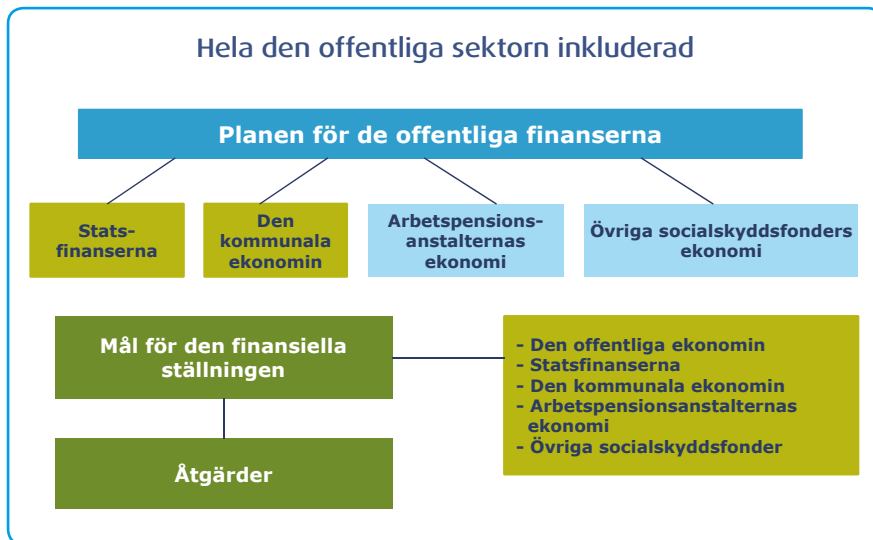 Hela den offentliga sektorn inkluderad
Planen för de offentliga finanserna
Stats-
finanserna
Den
kommunala
ekonomin
Arbetspensions-
anstalternas
ekonomi
Övriga socialskyddsfonders
ekonomi
Mål för den finansiella
ställningen
- Den offentliga ekonomin
- Statsfinanserna
- Den kommunala ekonomin
- Arbetspensionsanstalternas
ekonomi
- Övriga socialskyddsfonder
Åtgärder